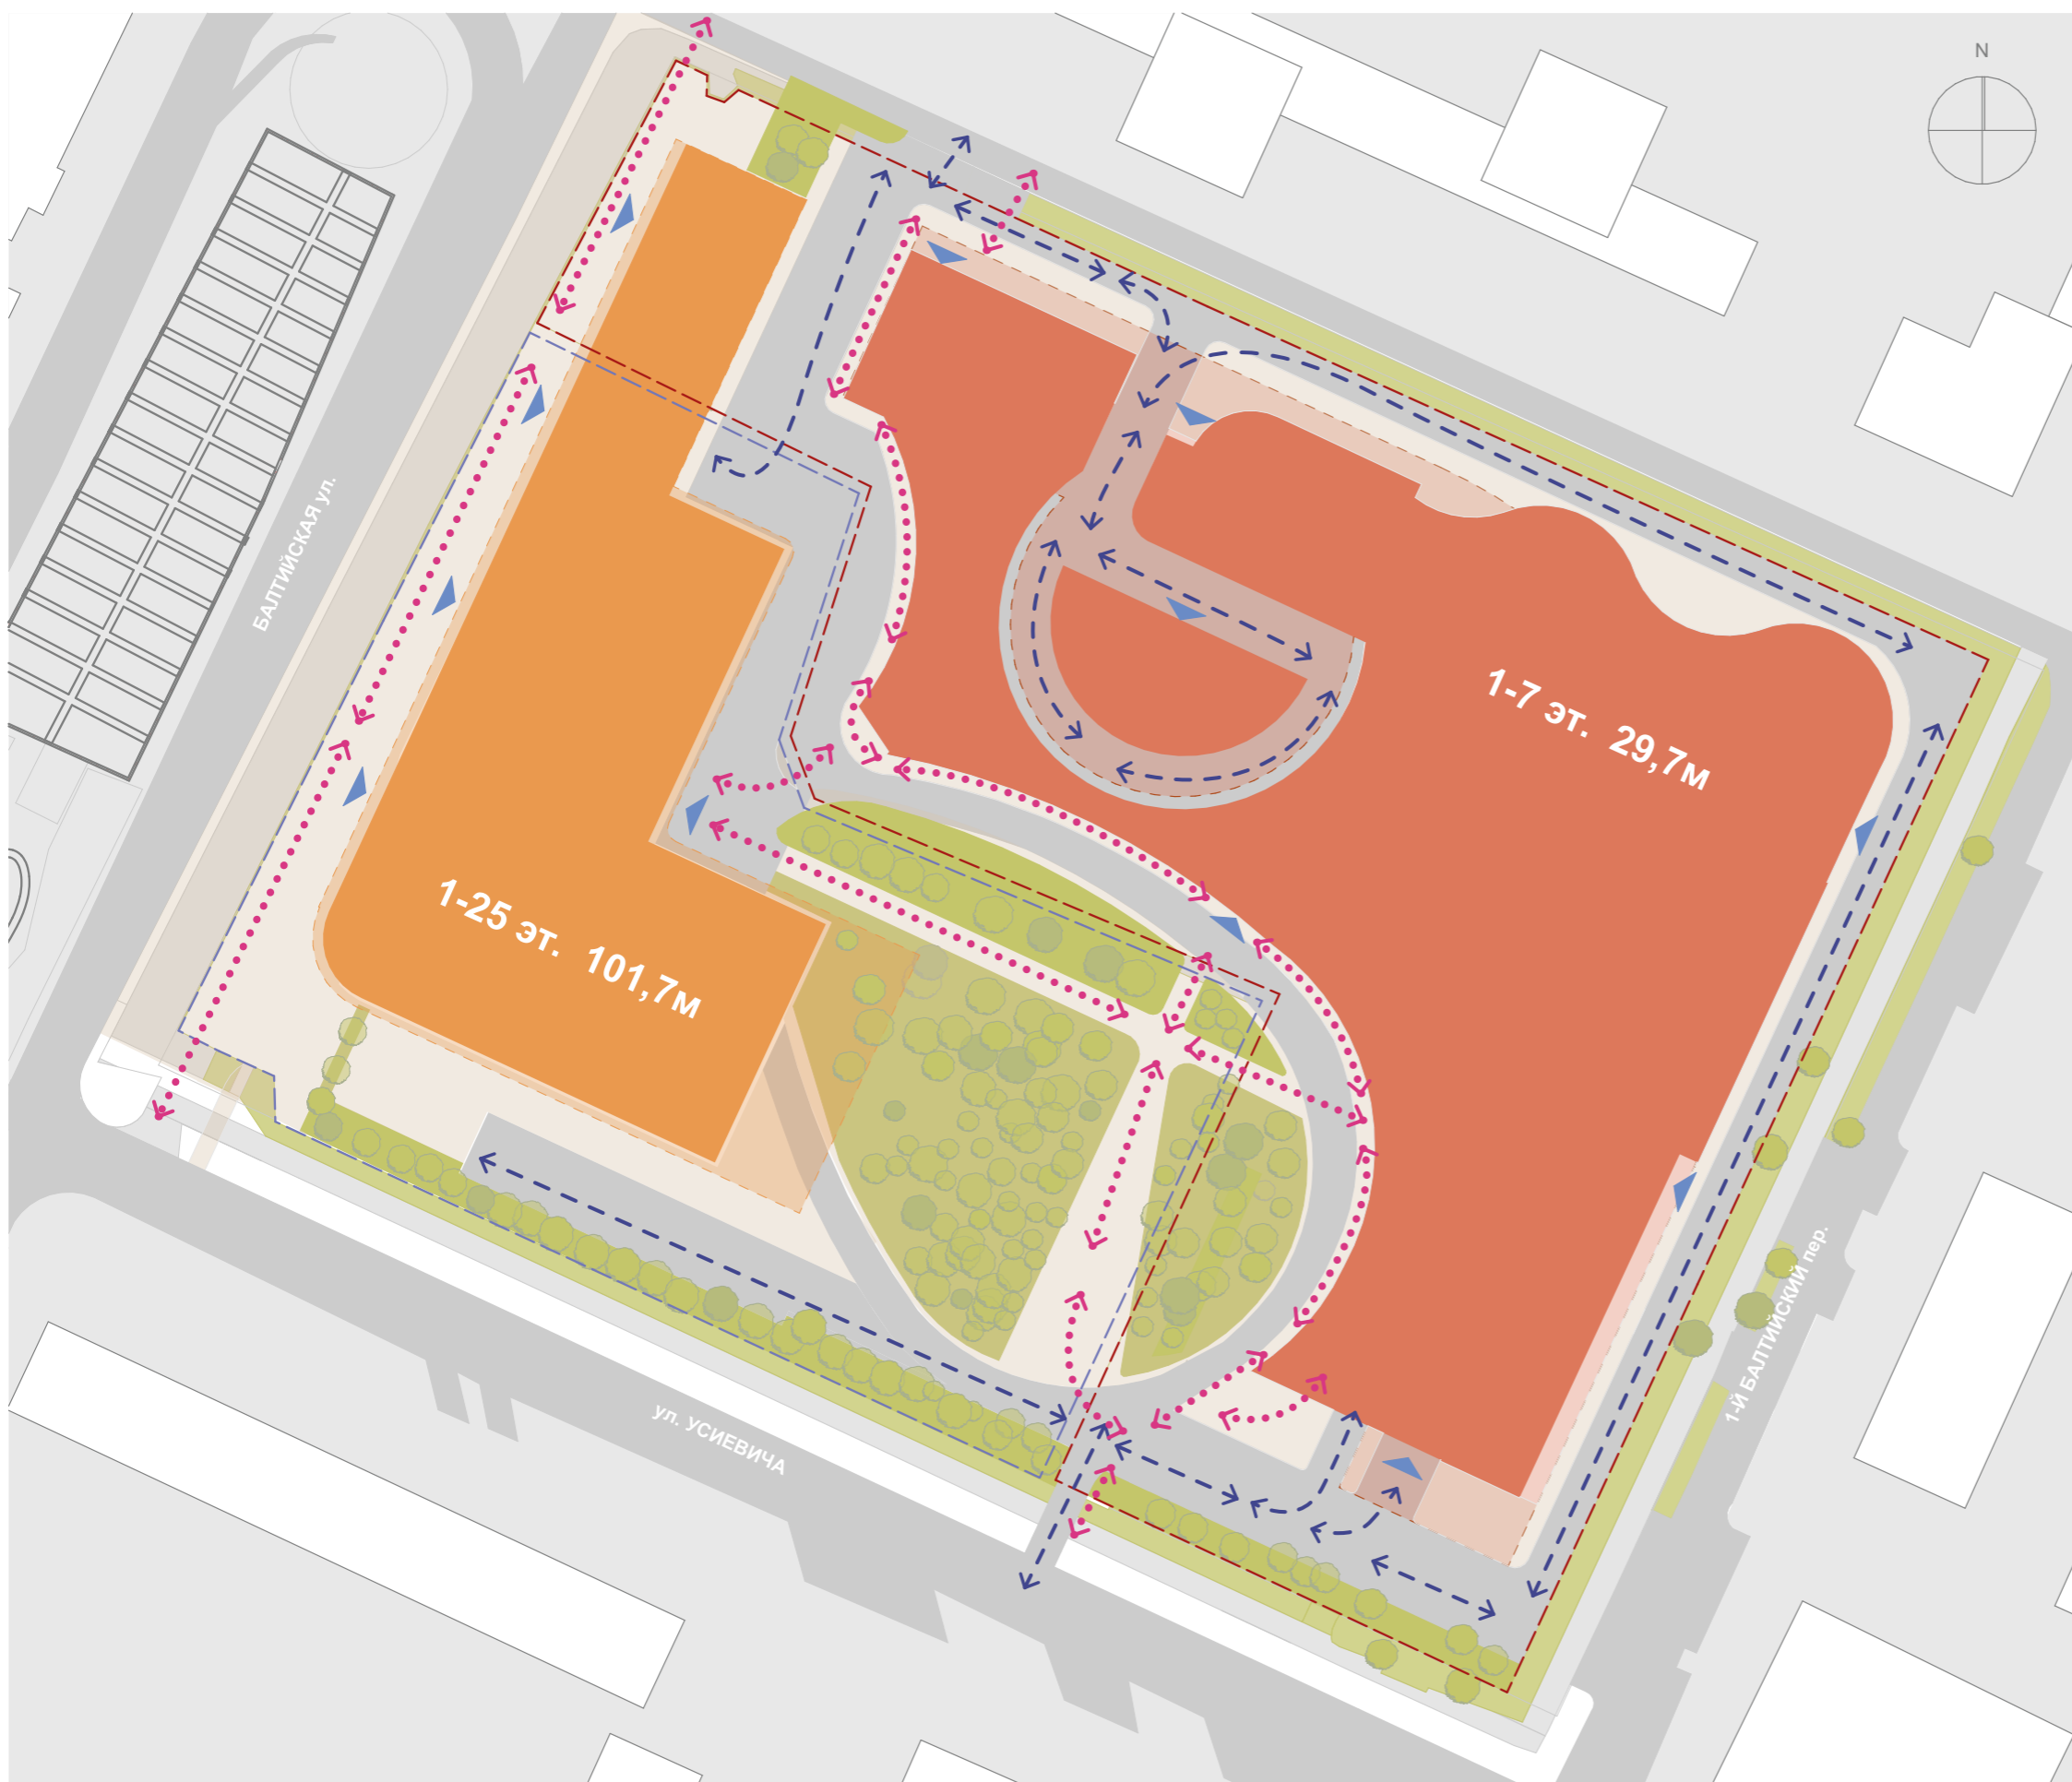 N
БАЛТИЙСКАЯ ул.
1-7 эт. 29,7м
1-25 эт. 101,7м
1-Й БАЛТИЙСКИЙ пер.
ул. УСИЕВИЧА